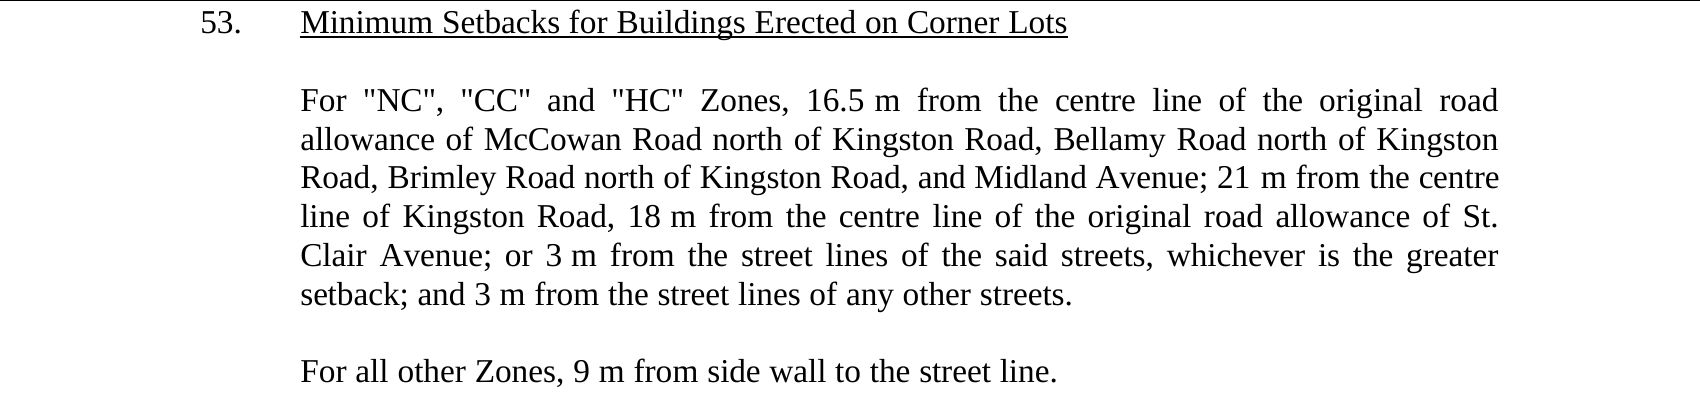 53. Minimum Setbacks for Buildings Erected on Corner Lots
For "NC", "CC" and "HC" Zones, 16.5 m from the centre line of the original road
allowance of McCowan Road north of Kingston Road, Bellamy Road north of Kingston
Road, Brimley Road north of Kingston Road, and Midland Avenue; 21 m from the centre
line of Kingston Road, 18 m from the centre line of the original road allowance of St.
Clair Avenue; or 3 m from the street lines of the said streets, whichever is the greater
setback; and 3 m from the street lines of any other streets.
For all other Zones, 9 m from side wall to the street line.